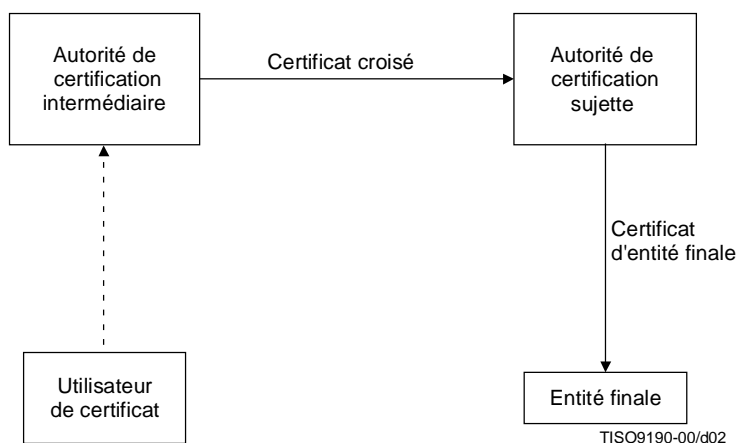 Autorité de
certification
intermédiaire
Certificat croisé
Autorité de
certification
sujette
Certificat
d'entité finale
Utilisateur
de certificat
Entité finale
TISO9190-00/d02